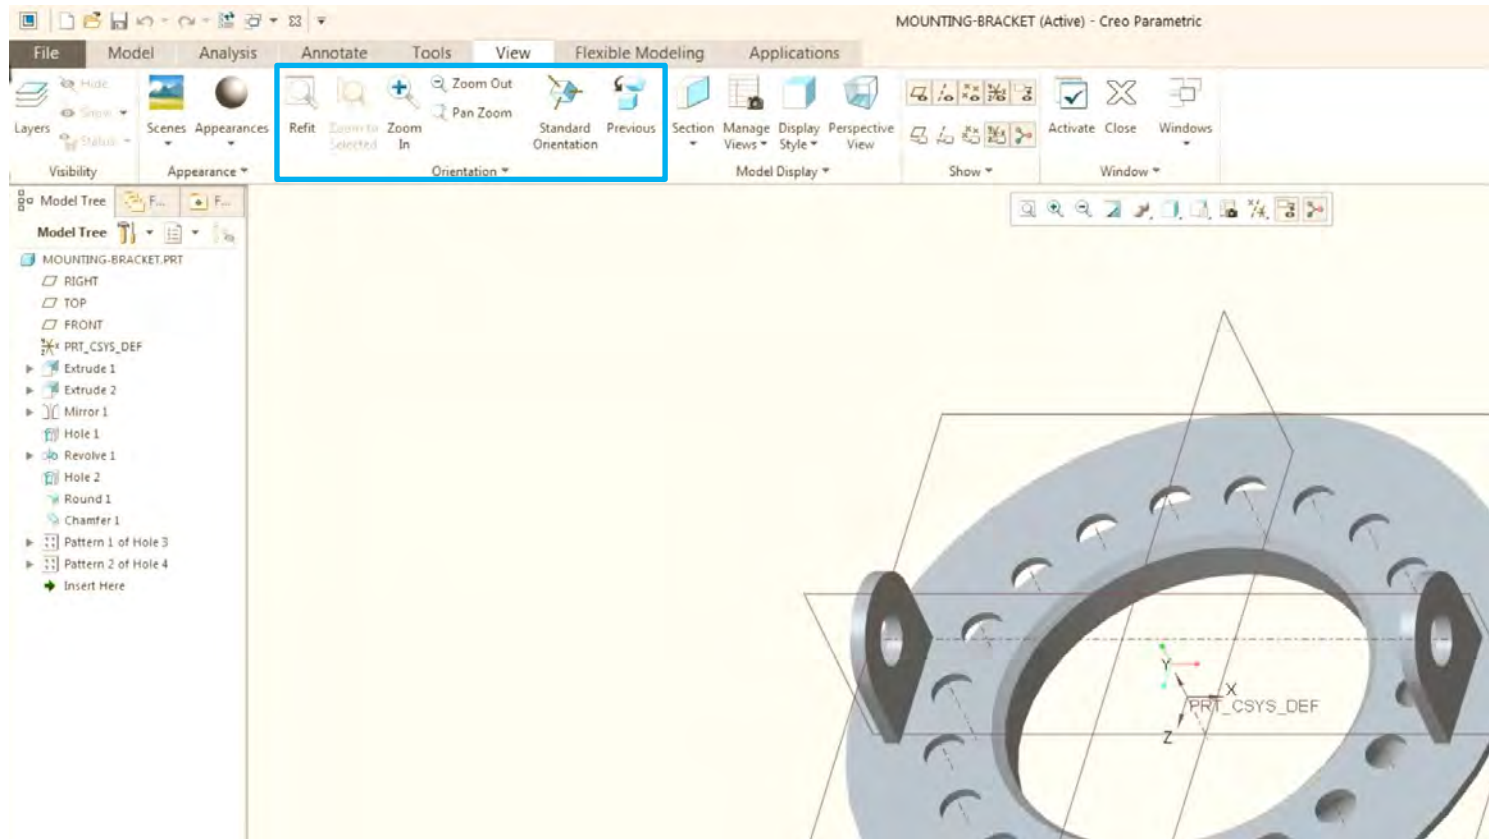 MOUNTING-BRACKET (Active) - Creo Parametric
File Model Analysis Annotate Tools View Flexible Modeling Applications
Hide
Show
Status
Layers
Visibility
Scenes Appearances
Appearance
Refit
Zoom to Selected
Zoom In
Zoom Out
Pan Zoom
Standard Orientation
Previous
Orientation
Section
Manage Views
Display Style
Perspective View
Model Display
Show
Activate Close Windows
Window
Model Tree F... F...
Model Tree
MOUNTING-BRACKET.PRT
RIGHT
TOP
FRONT
PRT_CSYS_DEF
Extrude 1
Extrude 2
Mirror 1
Hole 1
Revolve 1
Hole 2
Round 1
Chamfer 1
Pattern 1 of Hole 3
Pattern 2 of Hole 4
Insert Here
Y
X
PRT_CSYS_DEF
Z